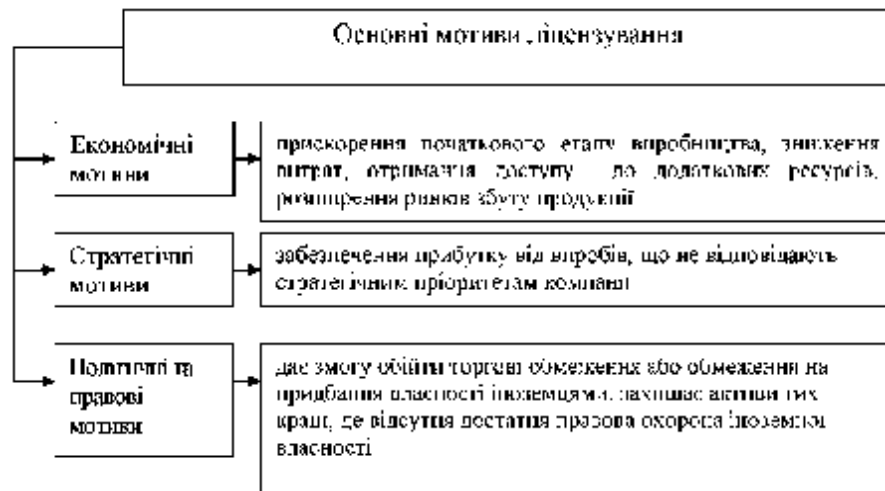 Основні мотиви ліцензування
Економічні
мотиви
прискорення початкового етапу виробництва, зниження
витрат, отримання доступу до додаткових ресурсів,
розширення ринків збуту продукції
Стратегічні
мотиви
забезпечення прибутку від виробів, що не відповідають
стратегічним пріоритетам компанії
Політичні та
правові
мотиви
дає змогу обійти торгові обмеження або обмеження на
придбання власності іноземцями, захищає активи тих
країн, де відсутня достатня правова охорона іноземної
власності